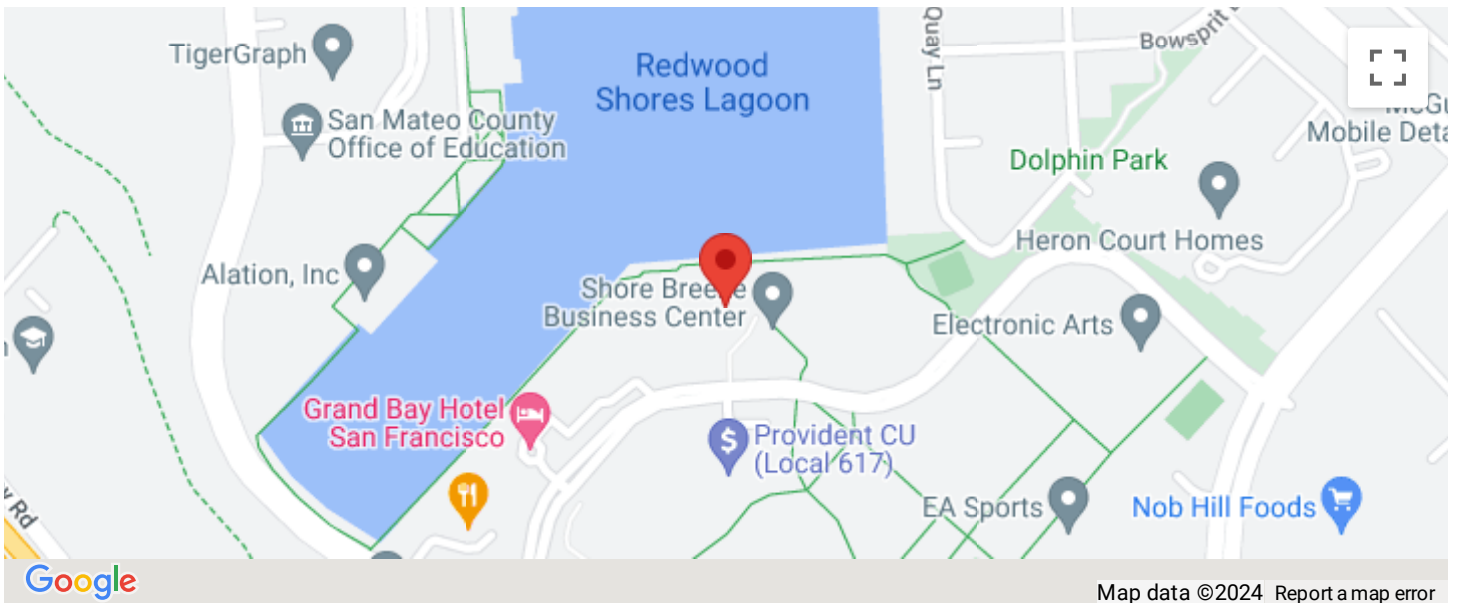 TigerGraph
Redwood
Shores Lagoon
Quay Ln
Bowsprit
San Mateo County
Office of Education
Mobile
Dolphin Park
Heron Court Homes
Alation, Inc
Shore Breeze
Business Center
Electronic Arts
Grand Bay Hotel
San Francisco
Provident CU
(Local 617)
EA Sports
Nob Hill Foods
Rd
Google
Map data ©2024
Report a map error